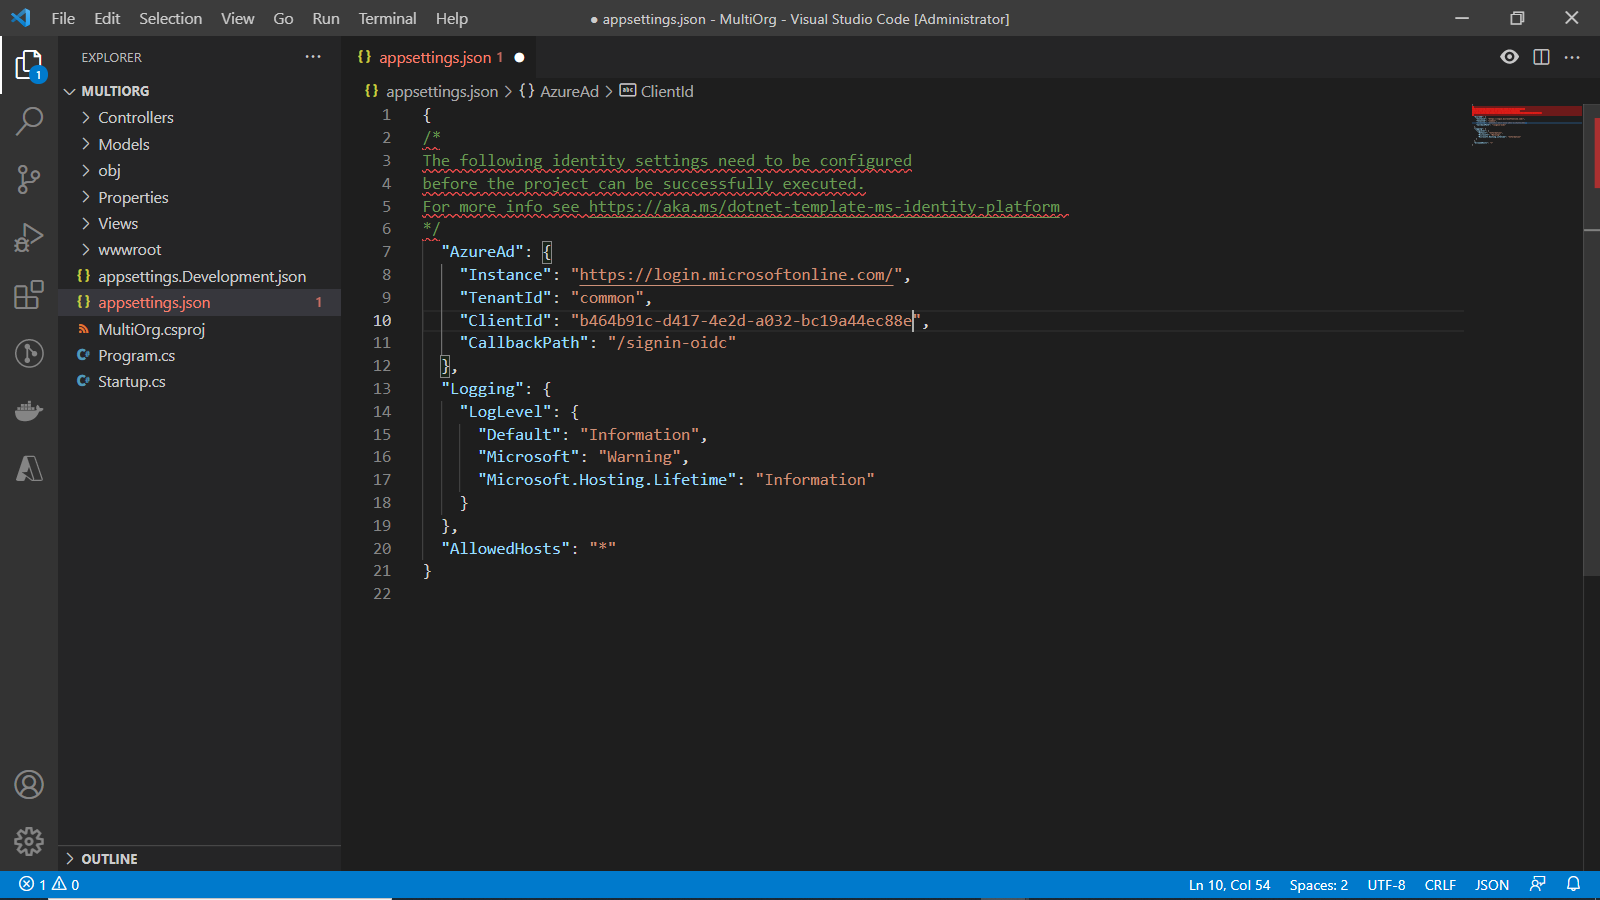 File Edit Selection View Go Run Terminal Help
● appsettings.json - MultiOrg - Visual Studio Code [Administrator]
1
EXPLORER
MULTIORG
Controllers
Models
obj
Properties
Views
wwwroot
{} appsettings.Development.json
{} appsettings.json 1
MultiOrg.csproj
C# Program.cs
C# Startup.cs
OUTLINE
{} appsettings.json 1 ●
{} appsettings.json > {} AzureAd > abc ClientId
1 {
2 /*
3 The following identity settings need to be configured
4 before the project can be successfully executed.
5 For more info see https://aka.ms/dotnet-template-ms-identity-platform
6 */
7 "AzureAd": {
8 "Instance": "https://login.microsoftonline.com/",
9 "TenantId": "common",
10 "ClientId": "b464b91c-d417-4e2d-a032-bc19a44ec88e",
11 "CallbackPath": "/signin-oidc"
12 },
13 "Logging": {
14 "LogLevel": {
15 "Default": "Information",
16 "Microsoft": "Warning",
17 "Microsoft.Hosting.Lifetime": "Information"
18 }
19 },
20 "AllowedHosts": "*"
21 }
22
1 0
Ln 10, Col 54 Spaces: 2 UTF-8 CRLF JSON